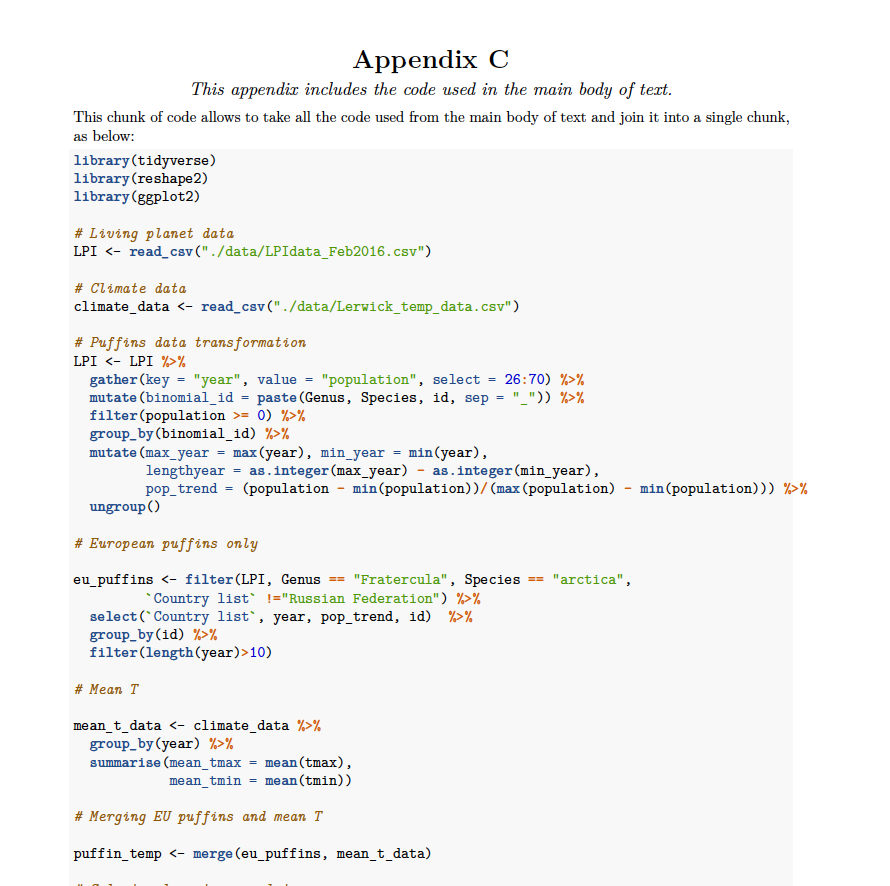 Appendix C
This appendix includes the code used in the main body of text.
This chunk of code allows to take all the code used from the main body of text and join it into a single chunk,
as below:
library(tidyverse)
library(reshape2)
library(ggplot2)
# Living planet data
LPI <- read_csv("./data/LPIdata_Feb2016.csv")
# Climate data
climate_data <- read_csv("./data/Lerwick_temp_data.csv")
# Puffins data transformation
LPI <- LPI %>%
  gather(key = "year", value = "population", select = 26:70) %>%
  mutate(binomial_id = paste(Genus, Species, id, sep = "_")) %>%
  filter(population >= 0) %>%
  group_by(binomial_id) %>%
  mutate(max_year = max(year), min_year = min(year),
         lengthyear = as.integer(max_year) - as.integer(min_year),
         pop_trend = (population - min(population))/(max(population) - min(population))) %>%
  ungroup()
# European puffins only
eu_puffins <- filter(LPI, Genus == "Fratercula", Species == "arctica",
         `Country list` !="Russian Federation") %>%
  select(`Country list`, year, pop_trend, id)  %>%
  group_by(id) %>%
  filter(length(year)>10)
# Mean T
mean_t_data <- climate_data %>%
  group_by(year) %>%
  summarise(mean_tmax = mean(tmax),
            mean_tmin = mean(tmin))
# Merging EU puffins and mean T
puffin_temp <- merge(eu_puffins, mean_t_data)